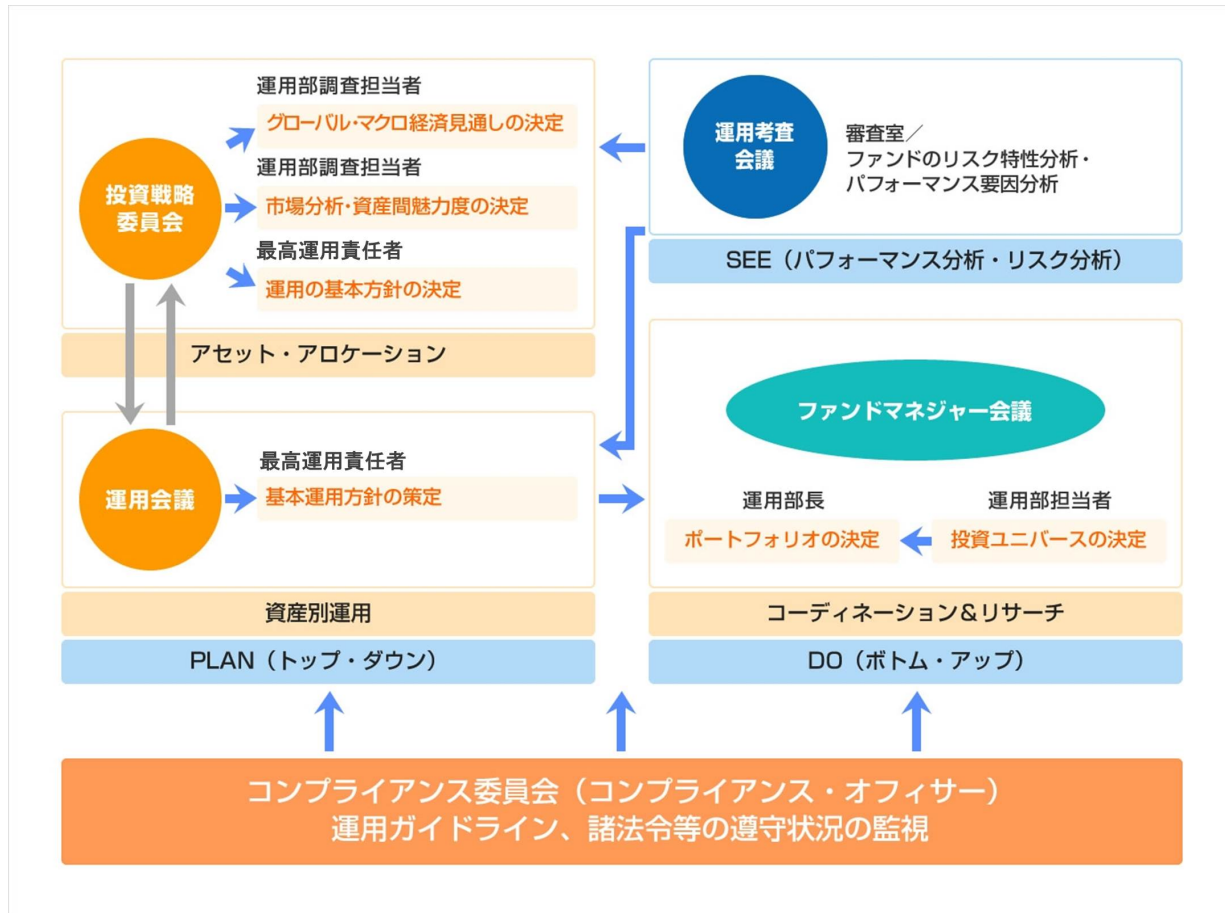 運用部調査担当者
グローバル・マクロ経済見通しの決定
投資戦略
委員会
運用部調査担当者
市場分析・資産間魅力度の決定
最高運用責任者
運用の基本方針の決定
アセット・アロケーション
運用会議
最高運用責任者
基本運用方針の策定
資産別運用
PLAN（トップ・ダウン）
運用考査
会議
審査室／
ファンドのリスク特性分析・
パフォーマンス要因分析
SEE（パフォーマンス分析・リスク分析）
ファンドマネジャー会議
運用部長
ポートフォリオの決定
運用部担当者
投資ユニバースの決定
コーディネーション＆リサーチ
DO（ボトム・アップ）
コンプライアンス委員会（コンプライアンス・オフィサー）
運用ガイドライン、諸法令等の遵守状況の監視